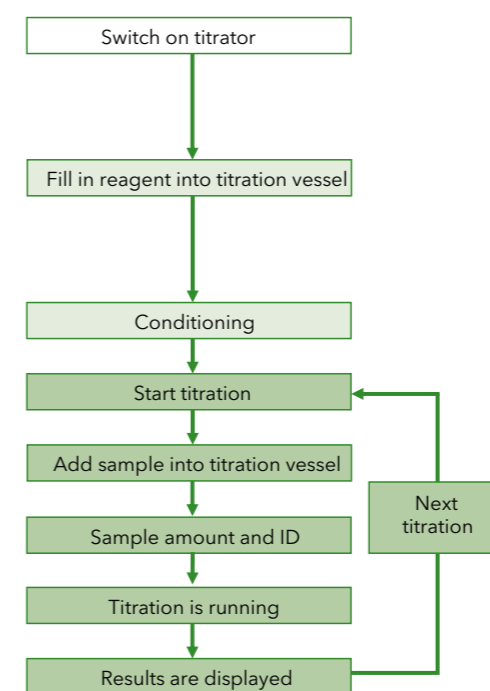 Switch on titrator
Fill in reagent into titration vessel
Conditioning
Start titration
Add sample into titration vessel
Next
titration
Sample amount and ID
Titration is running
Results are displayed